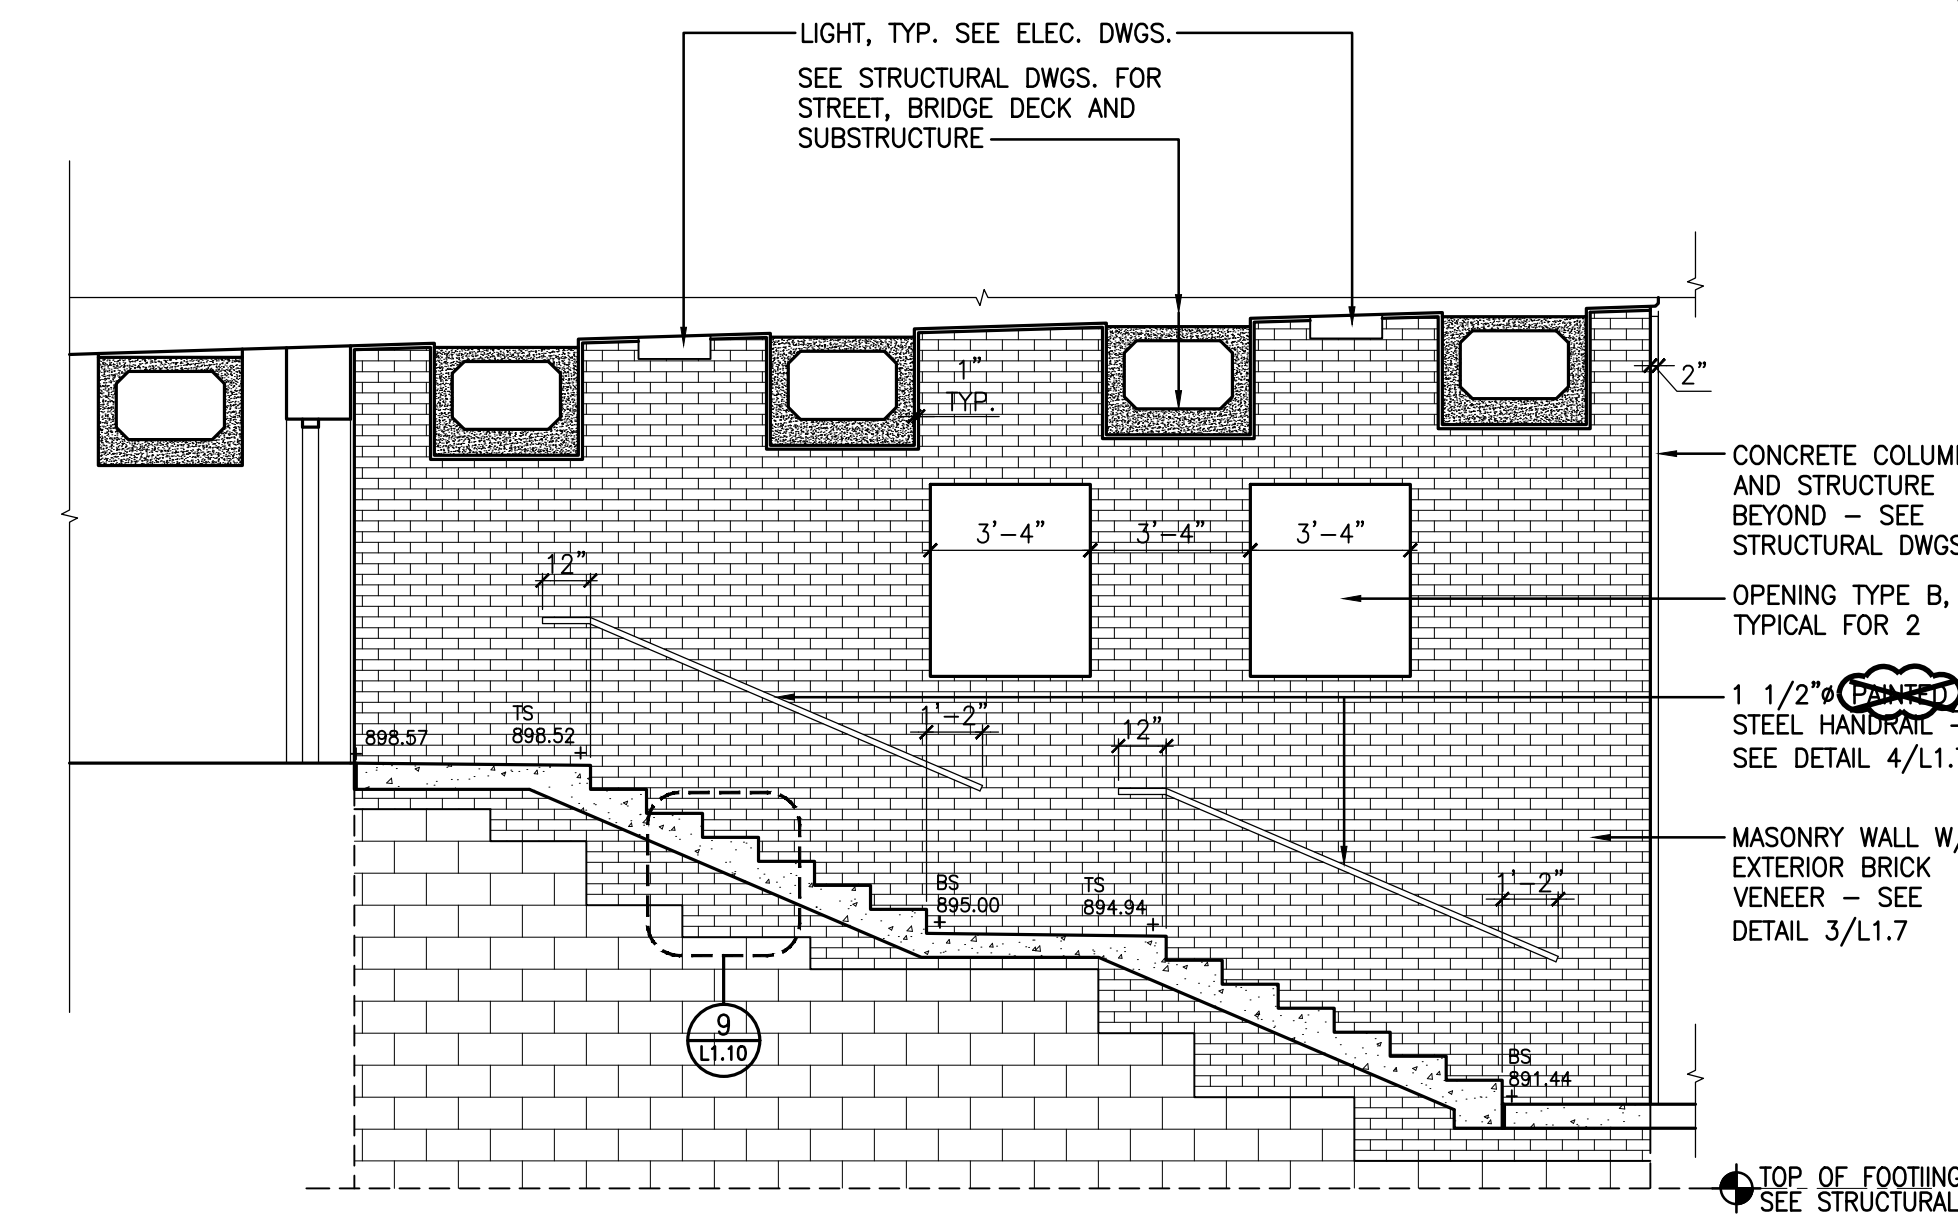 LIGHT, TYP. SEE ELEC. DWGS.
SEE STRUCTURAL DWGS. FOR
STREET, BRIDGE DECK AND
SUBSTRUCTURE
1"
TYP.
2"
CONCRETE COLUM
AND STRUCTURE
BEYOND – SEE
STRUCTURAL DWGS
3'–4"
3'–4"
3'–4"
12"
OPENING TYPE B,
TYPICAL FOR 2
1 1/2"ø PAINTED
STEEL HANDRAIL –
SEE DETAIL 4/L1.7
TS
898.52
898.57
1'–2"
12"
MASONRY WALL W/
EXTERIOR BRICK
VENEER – SEE
DETAIL 3/L1.7
BS
895.00
TS
894.94
1'–2"
9
L1.10
BS
891.44
TOP OF FOOTIING
SEE STRUCTURAL